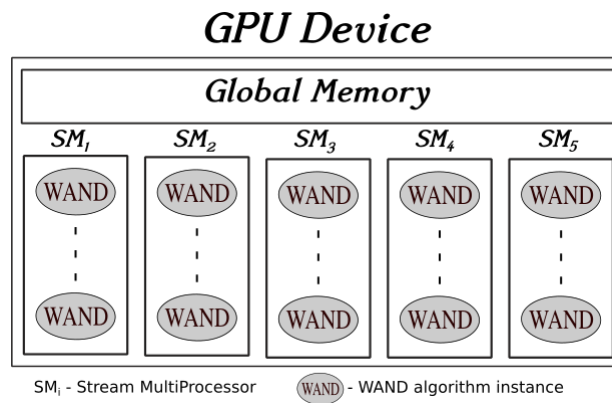 GPU Device
Global Memory
SM₁ SM₂ SM₃ SM₄ SM₅
WAND WAND WAND WAND WAND
WAND WAND WAND WAND WAND
SMᵢ - Stream MultiProcessor WAND - WAND algorithm instance